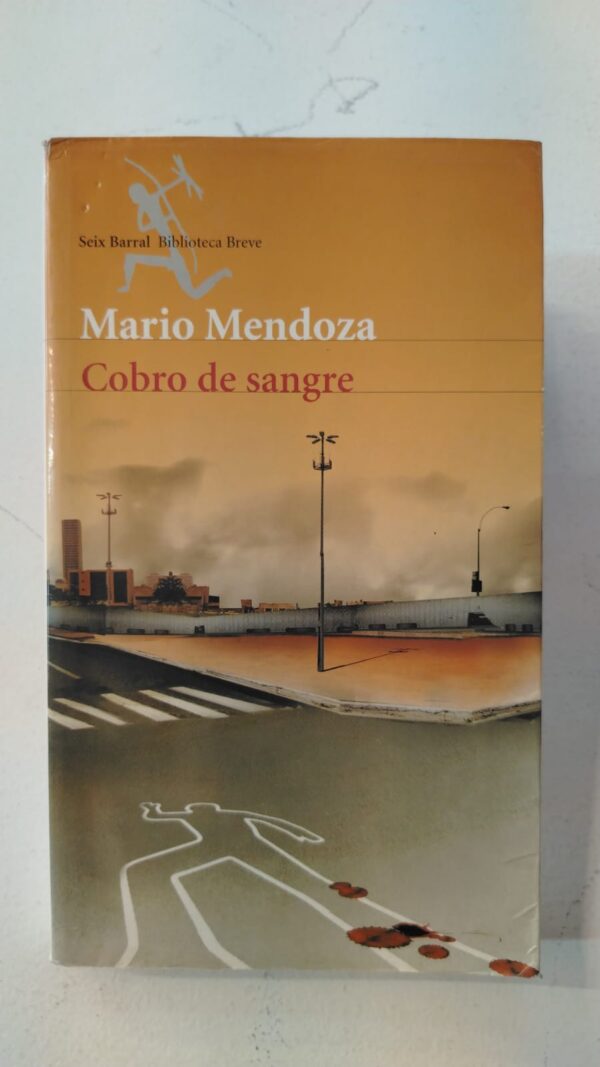 Seix Barral Biblioteca Breve
Mario Mendoza
Cobro de sangre